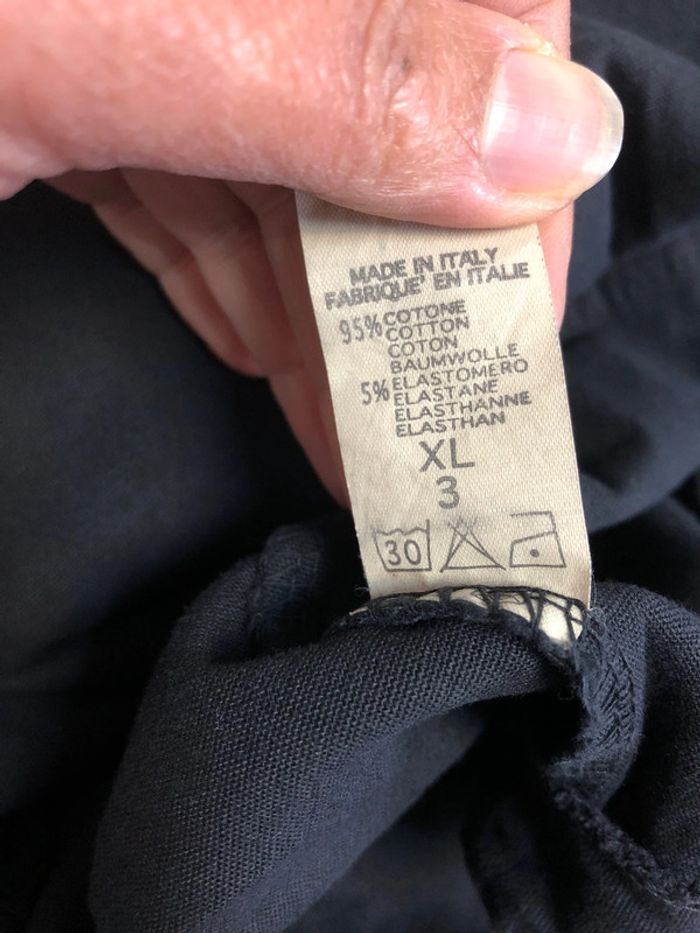 MADE IN ITALY
FABRIQUE' EN ITALIE
95% COTONE
COTTON
COTON
BAUMWOLLE
5% ELASTOMERO
ELASTANE
ELASTHANNE
ELASTHAN
XL
3
30